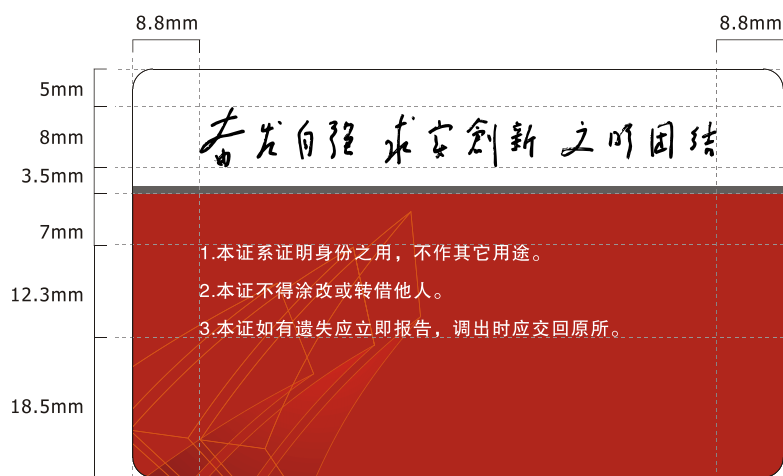 8.8mm 8.8mm
5mm
8mm
奋发自强 求实創新 文明团结
3.5mm
7mm
1.本证系证明身份之用，不作其它用途。
12.3mm
2.本证不得涂改或转借他人。
3.本证如有遗失应立即报告，调出时应交回原所。
18.5mm